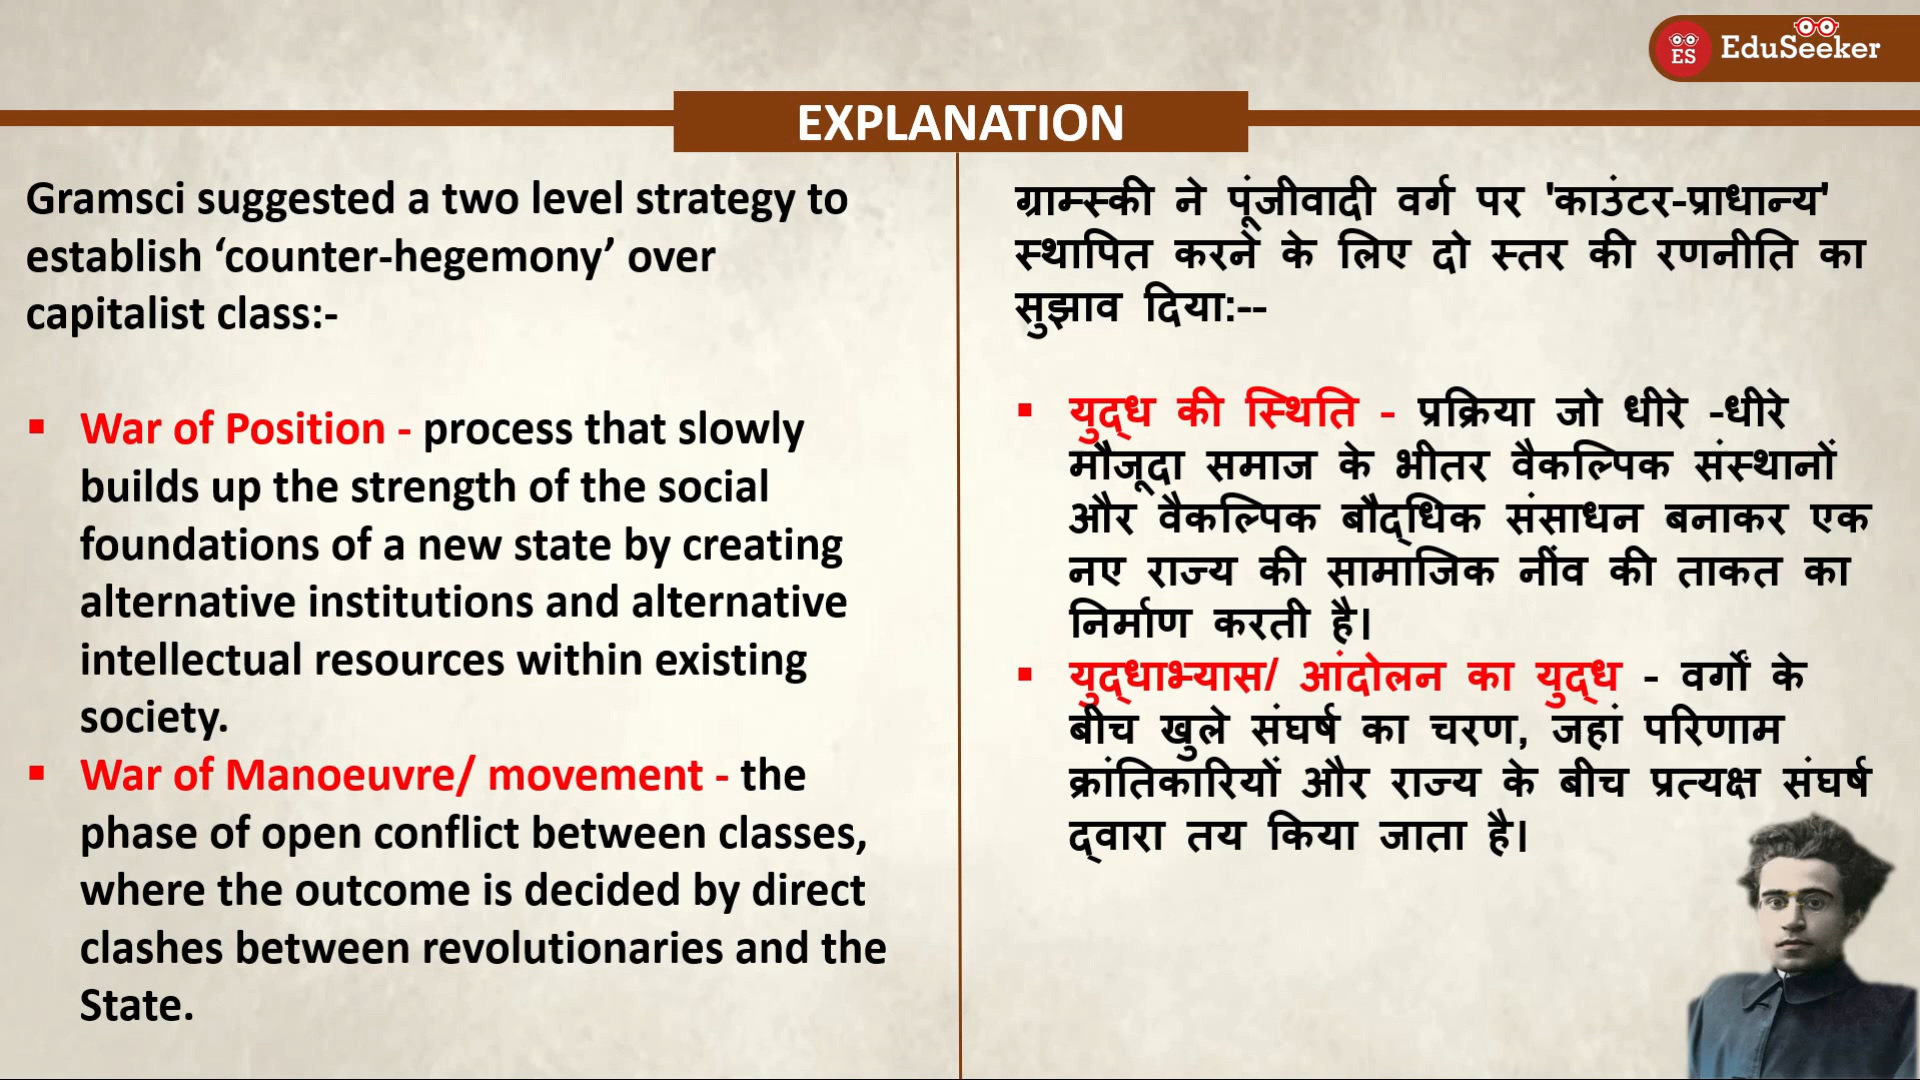 ES EduSeeker
EXPLANATION
Gramsci suggested a two level strategy to
establish ‘counter-hegemony’ over
capitalist class:-
▪ War of Position - process that slowly
builds up the strength of the social
foundations of a new state by creating
alternative institutions and alternative
intellectual resources within existing
society.
▪ War of Manoeuvre/ movement - the
phase of open conflict between classes,
where the outcome is decided by direct
clashes between revolutionaries and the
State.
ग्राम्स्की ने पूंजीवादी वर्ग पर 'काउंटर-प्राधान्य'
स्थापित करने के लिए दो स्तर की रणनीति का
सुझाव दिया:--
▪ युद्ध की स्थिति - प्रक्रिया जो धीरे -धीरे
मौजूदा समाज के भीतर वैकल्पिक संस्थानों
और वैकल्पिक बौद्धिक संसाधन बनाकर एक
नए राज्य की सामाजिक नींव की ताकत का
निर्माण करती है।
▪ युद्धाभ्यास/ आंदोलन का युद्ध - वर्गों के
बीच खुले संघर्ष का चरण, जहां परिणाम
क्रांतिकारियों और राज्य के बीच प्रत्यक्ष संघर्ष
द्वारा तय किया जाता है।